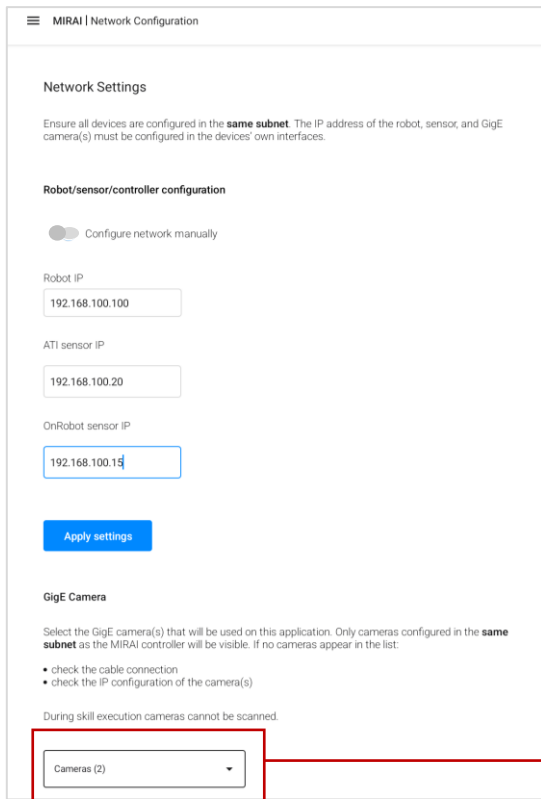 MIRAI | Network Configuration
Network Settings
Ensure all devices are configured in the same subnet. The IP address of the robot, sensor, and GigE
camera(s) must be configured in the devices' own interfaces.
Robot/sensor/controller configuration
Configure network manually
Robot IP
192.168.100.100
ATI sensor IP
192.168.100.20
OnRobot sensor IP
192.168.100.15
Apply settings
GigE Camera
Select the GigE camera(s) that will be used on this application. Only cameras configured in the same
subnet as the MIRAI controller will be visible. If no cameras appear in the list:
• check the cable connection
• check the IP configuration of the camera(s)
During skill execution cameras cannot be scanned.
Cameras (2)